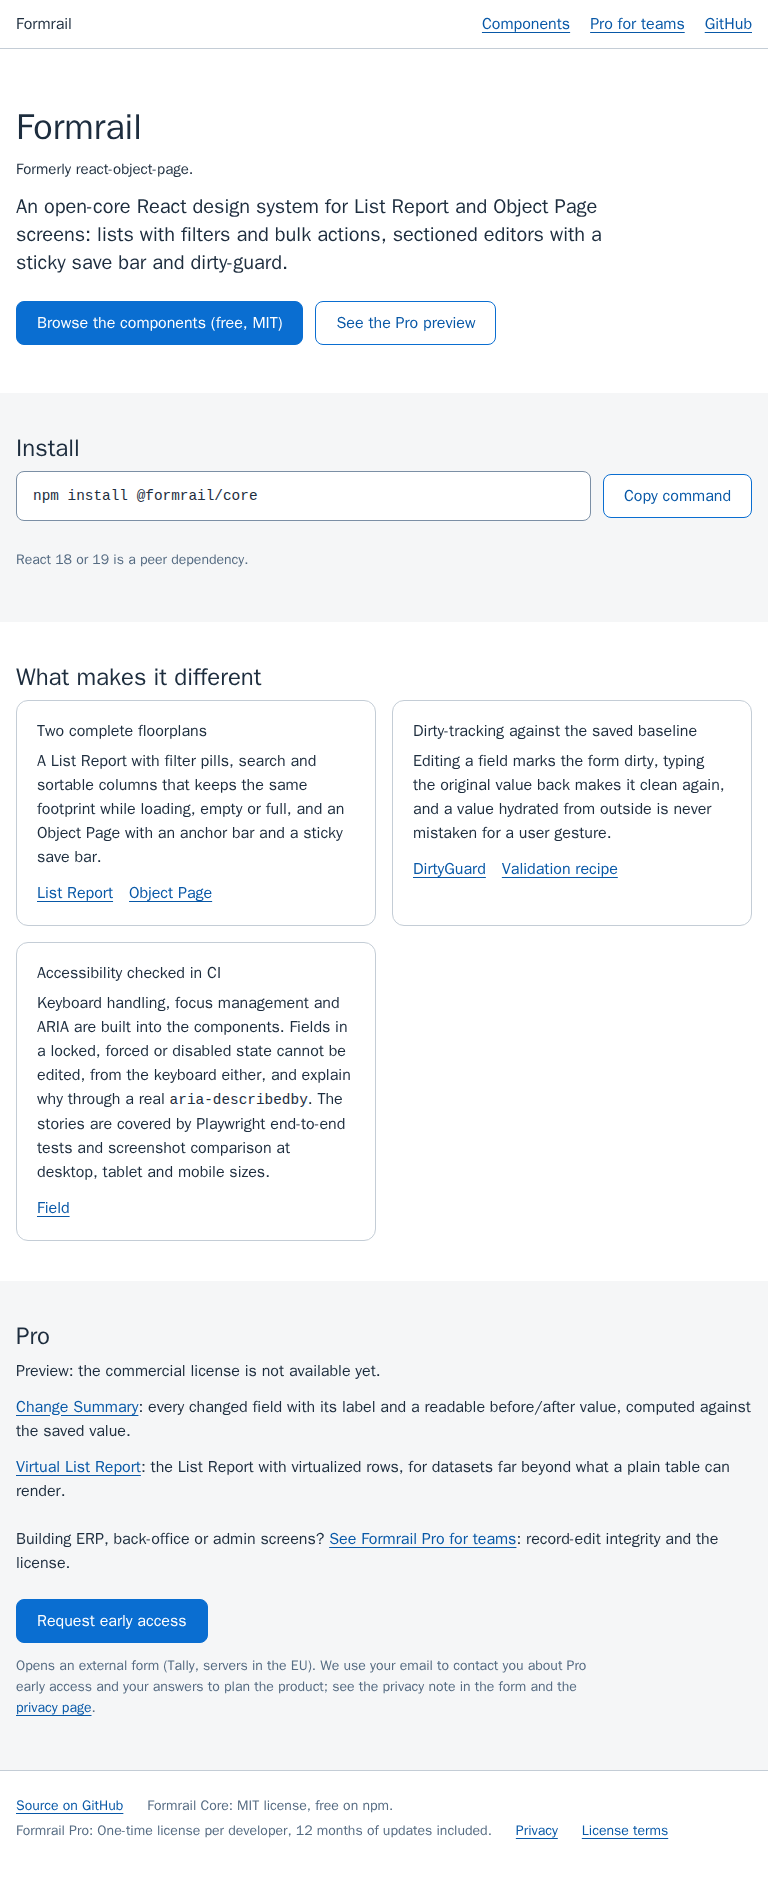 Formrail
Components Pro for teams GitHub
Formrail
Formerly react-object-page.
An open-core React design system for List Report and Object Page
screens: lists with filters and bulk actions, sectioned editors with a
sticky save bar and dirty-guard.
Browse the components (free, MIT) See the Pro preview
Install
npm install @formrail/core
Copy command
React 18 or 19 is a peer dependency.
What makes it different
Two complete floorplans
A List Report with filter pills, search and
sortable columns that keeps the same
footprint while loading, empty or full, and an
Object Page with an anchor bar and a sticky
save bar.
List Report Object Page
Dirty-tracking against the saved baseline
Editing a field marks the form dirty, typing
the original value back makes it clean again,
and a value hydrated from outside is never
mistaken for a user gesture.
DirtyGuard Validation recipe
Accessibility checked in CI
Keyboard handling, focus management and
ARIA are built into the components. Fields in
a locked, forced or disabled state cannot be
edited, from the keyboard either, and explain
why through a real aria-describedby. The
stories are covered by Playwright end-to-end
tests and screenshot comparison at
desktop, tablet and mobile sizes.
Field
Pro
Preview: the commercial license is not available yet.
Change Summary: every changed field with its label and a readable before/after value, computed against
the saved value.
Virtual List Report: the List Report with virtualized rows, for datasets far beyond what a plain table can
render.
Building ERP, back-office or admin screens? See Formrail Pro for teams: record-edit integrity and the
license.
Request early access
Opens an external form (Tally, servers in the EU). We use your email to contact you about Pro
early access and your answers to plan the product; see the privacy note in the form and the
privacy page.
Source on GitHub Formrail Core: MIT license, free on npm.
Formrail Pro: One-time license per developer, 12 months of updates included. Privacy License terms